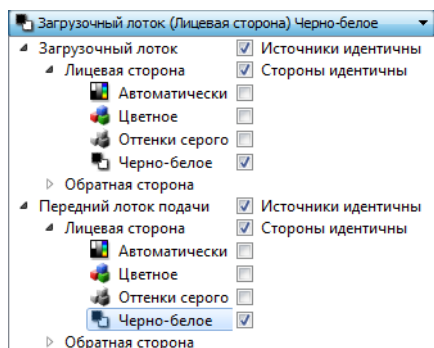 Загрузочный лоток (Лицевая сторона) Черно-белое
Загрузочный лоток Источники идентичны
Лицевая сторона Стороны идентичны
Автоматически
Цветное
Оттенки серого
Черно-белое
Обратная сторона
Передний лоток подачи Источники идентичны
Лицевая сторона Стороны идентичны
Автоматически
Цветное
Оттенки серого
Черно-белое
Обратная сторона